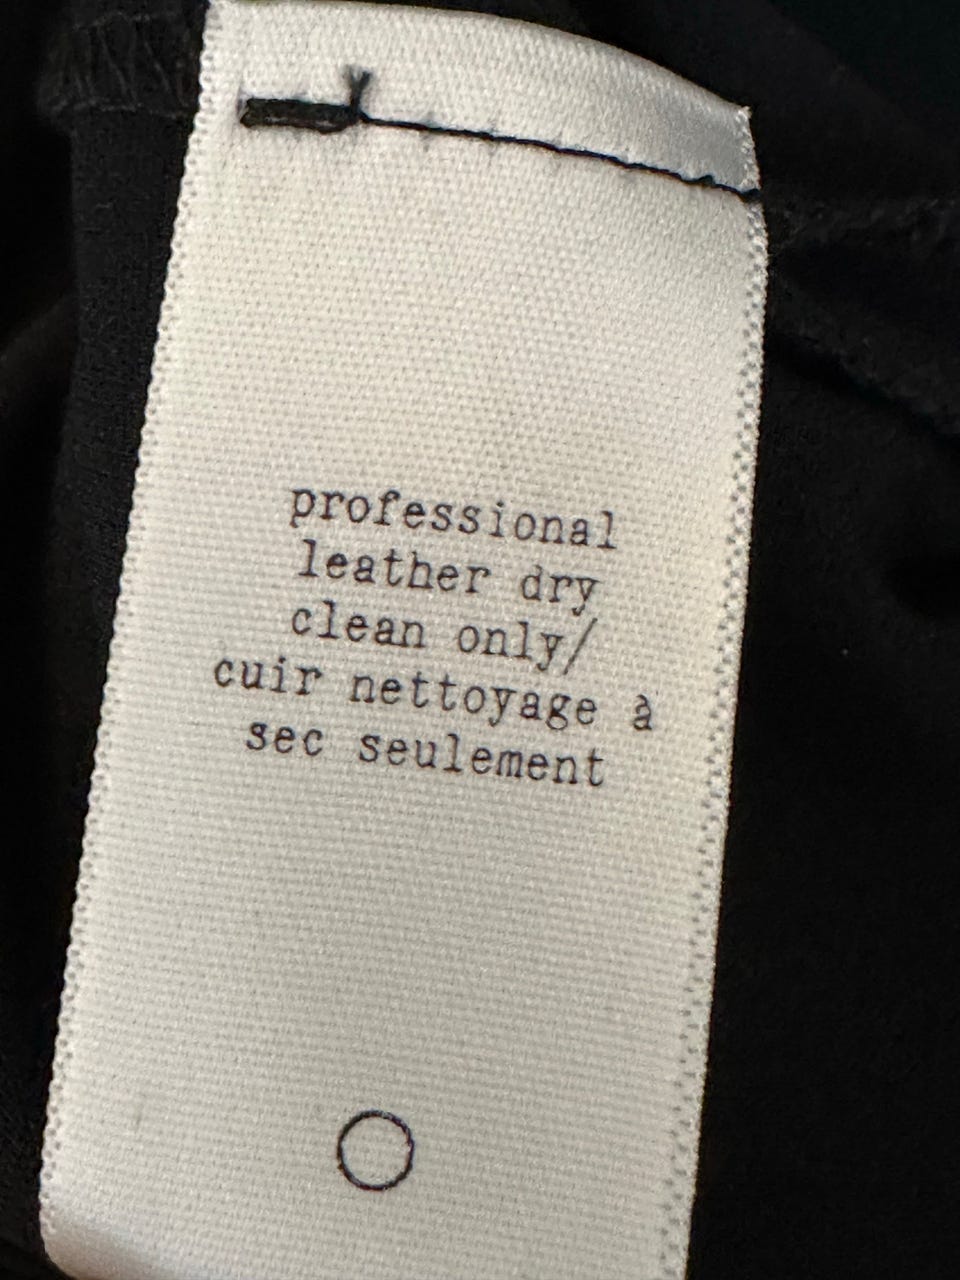 professional
leather dry
clean only/
cuir nettoyage à
sec seulement